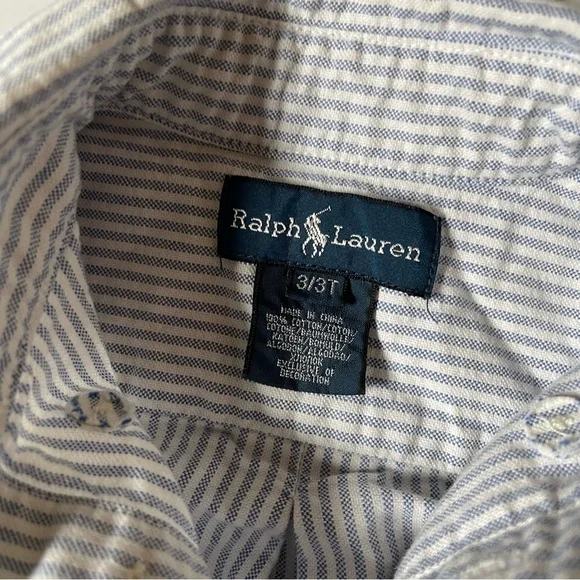 Ralph Lauren
3/3T
MADE IN CHINA
100% COTTON/COTON/
COTONE/BAUMWOLLE/
KATOEN/BOMULD/
ALGODON/ALGODAO/
EXCLUSIVE OF
DECORATION